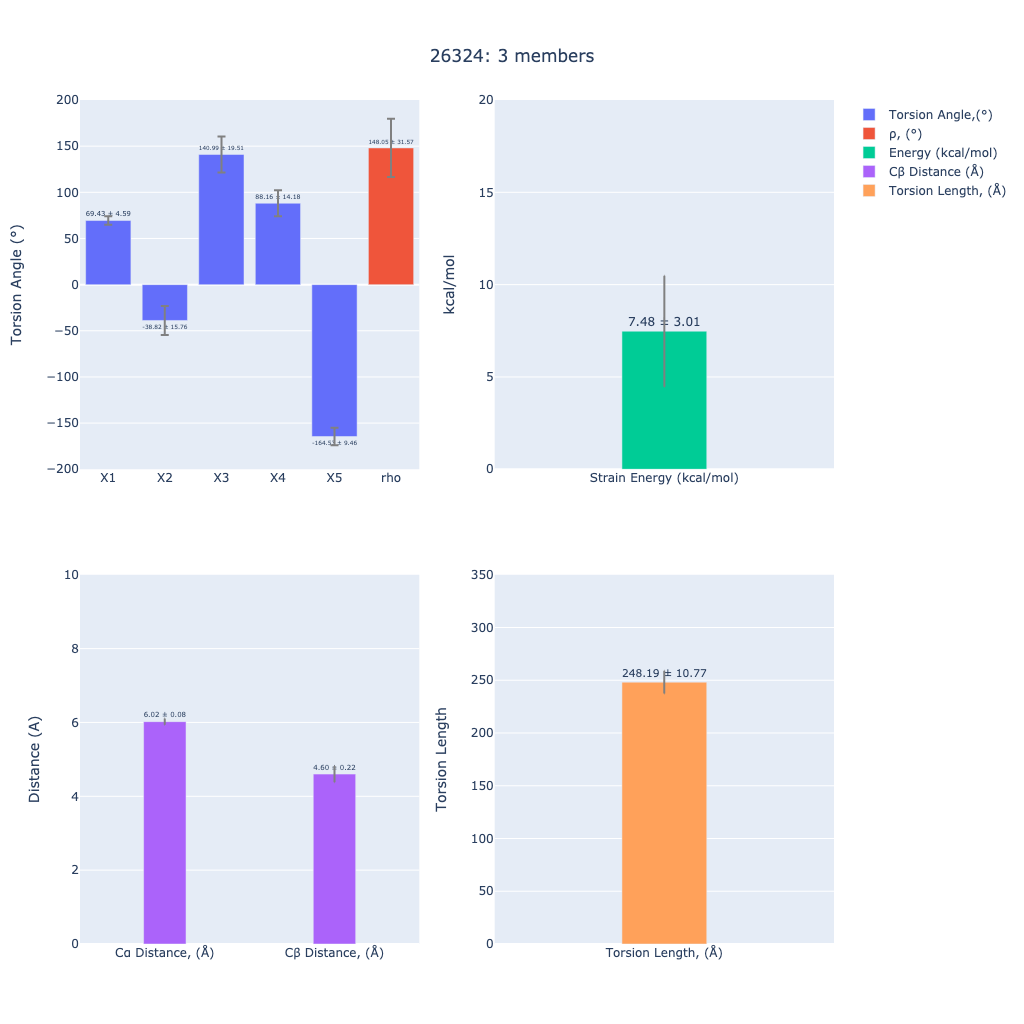 26324: 3 members
Torsion Angle (°)
200
150
100
50
0
−50
−100
−150
−200
69.43 ± 4.59
-38.82 ± 15.76
140.99 ± 19.51
88.16 ± 14.18
± 9.46
148.05 ± 31.57
X1 X2 X3 X4 X5 rho
kcal/mol
20
15
10
5
0
7.48 ± 3.01
Strain Energy (kcal/mol)
Torsion Angle,(°)
ρ, (°)
Energy (kcal/mol)
Cβ Distance (Å)
Torsion Length, (Å)
Distance (A)
10
8
6
4
2
0
6.02 ± 0.08
4.60 ± 0.22
Cα Distance, (Å) Cβ Distance, (Å)
Torsion Length
350
300
250
200
150
100
50
0
248.19 ± 10.77
Torsion Length, (Å)